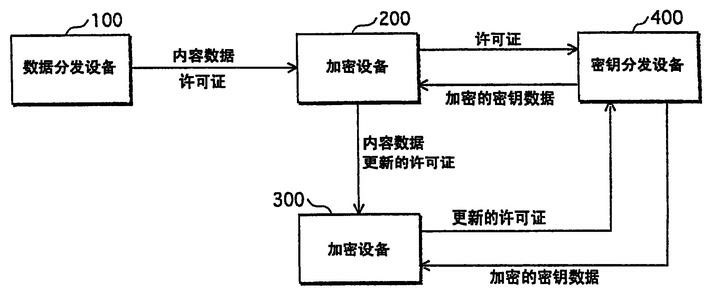 100
数据分发设备
内容数据
许可证
200
加密设备
许可证
加密的密钥数据
400
密钥分发设备
内容数据
更新的许可证
300
加密设备
更新的许可证
加密的密钥数据